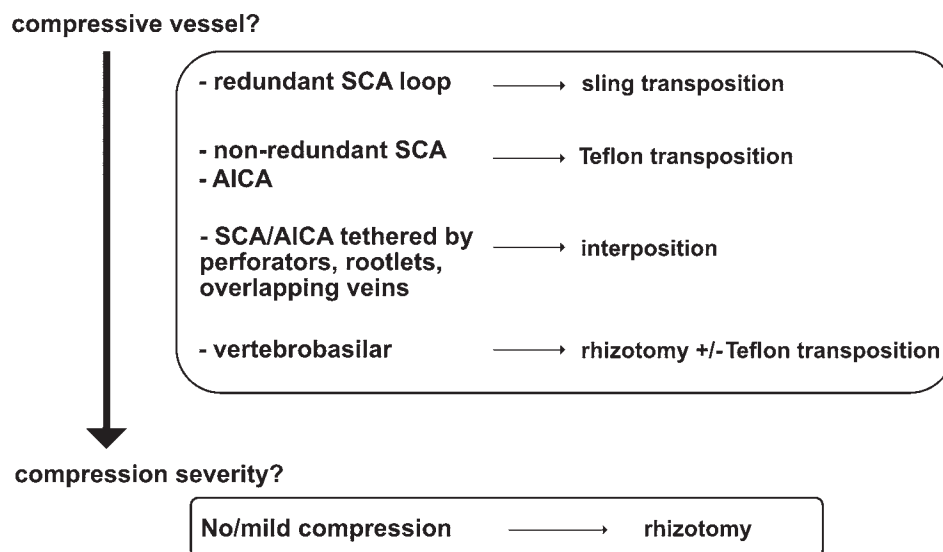 compressive vessel?
- redundant SCA loop sling transposition
- non-redundant SCA Teflon transposition
- AICA
- SCA/AICA tethered by interposition
perforators, rootlets,
overlapping veins
- vertebrobasilar rhizotomy +/- Teflon transposition
compression severity?
No/mild compression rhizotomy